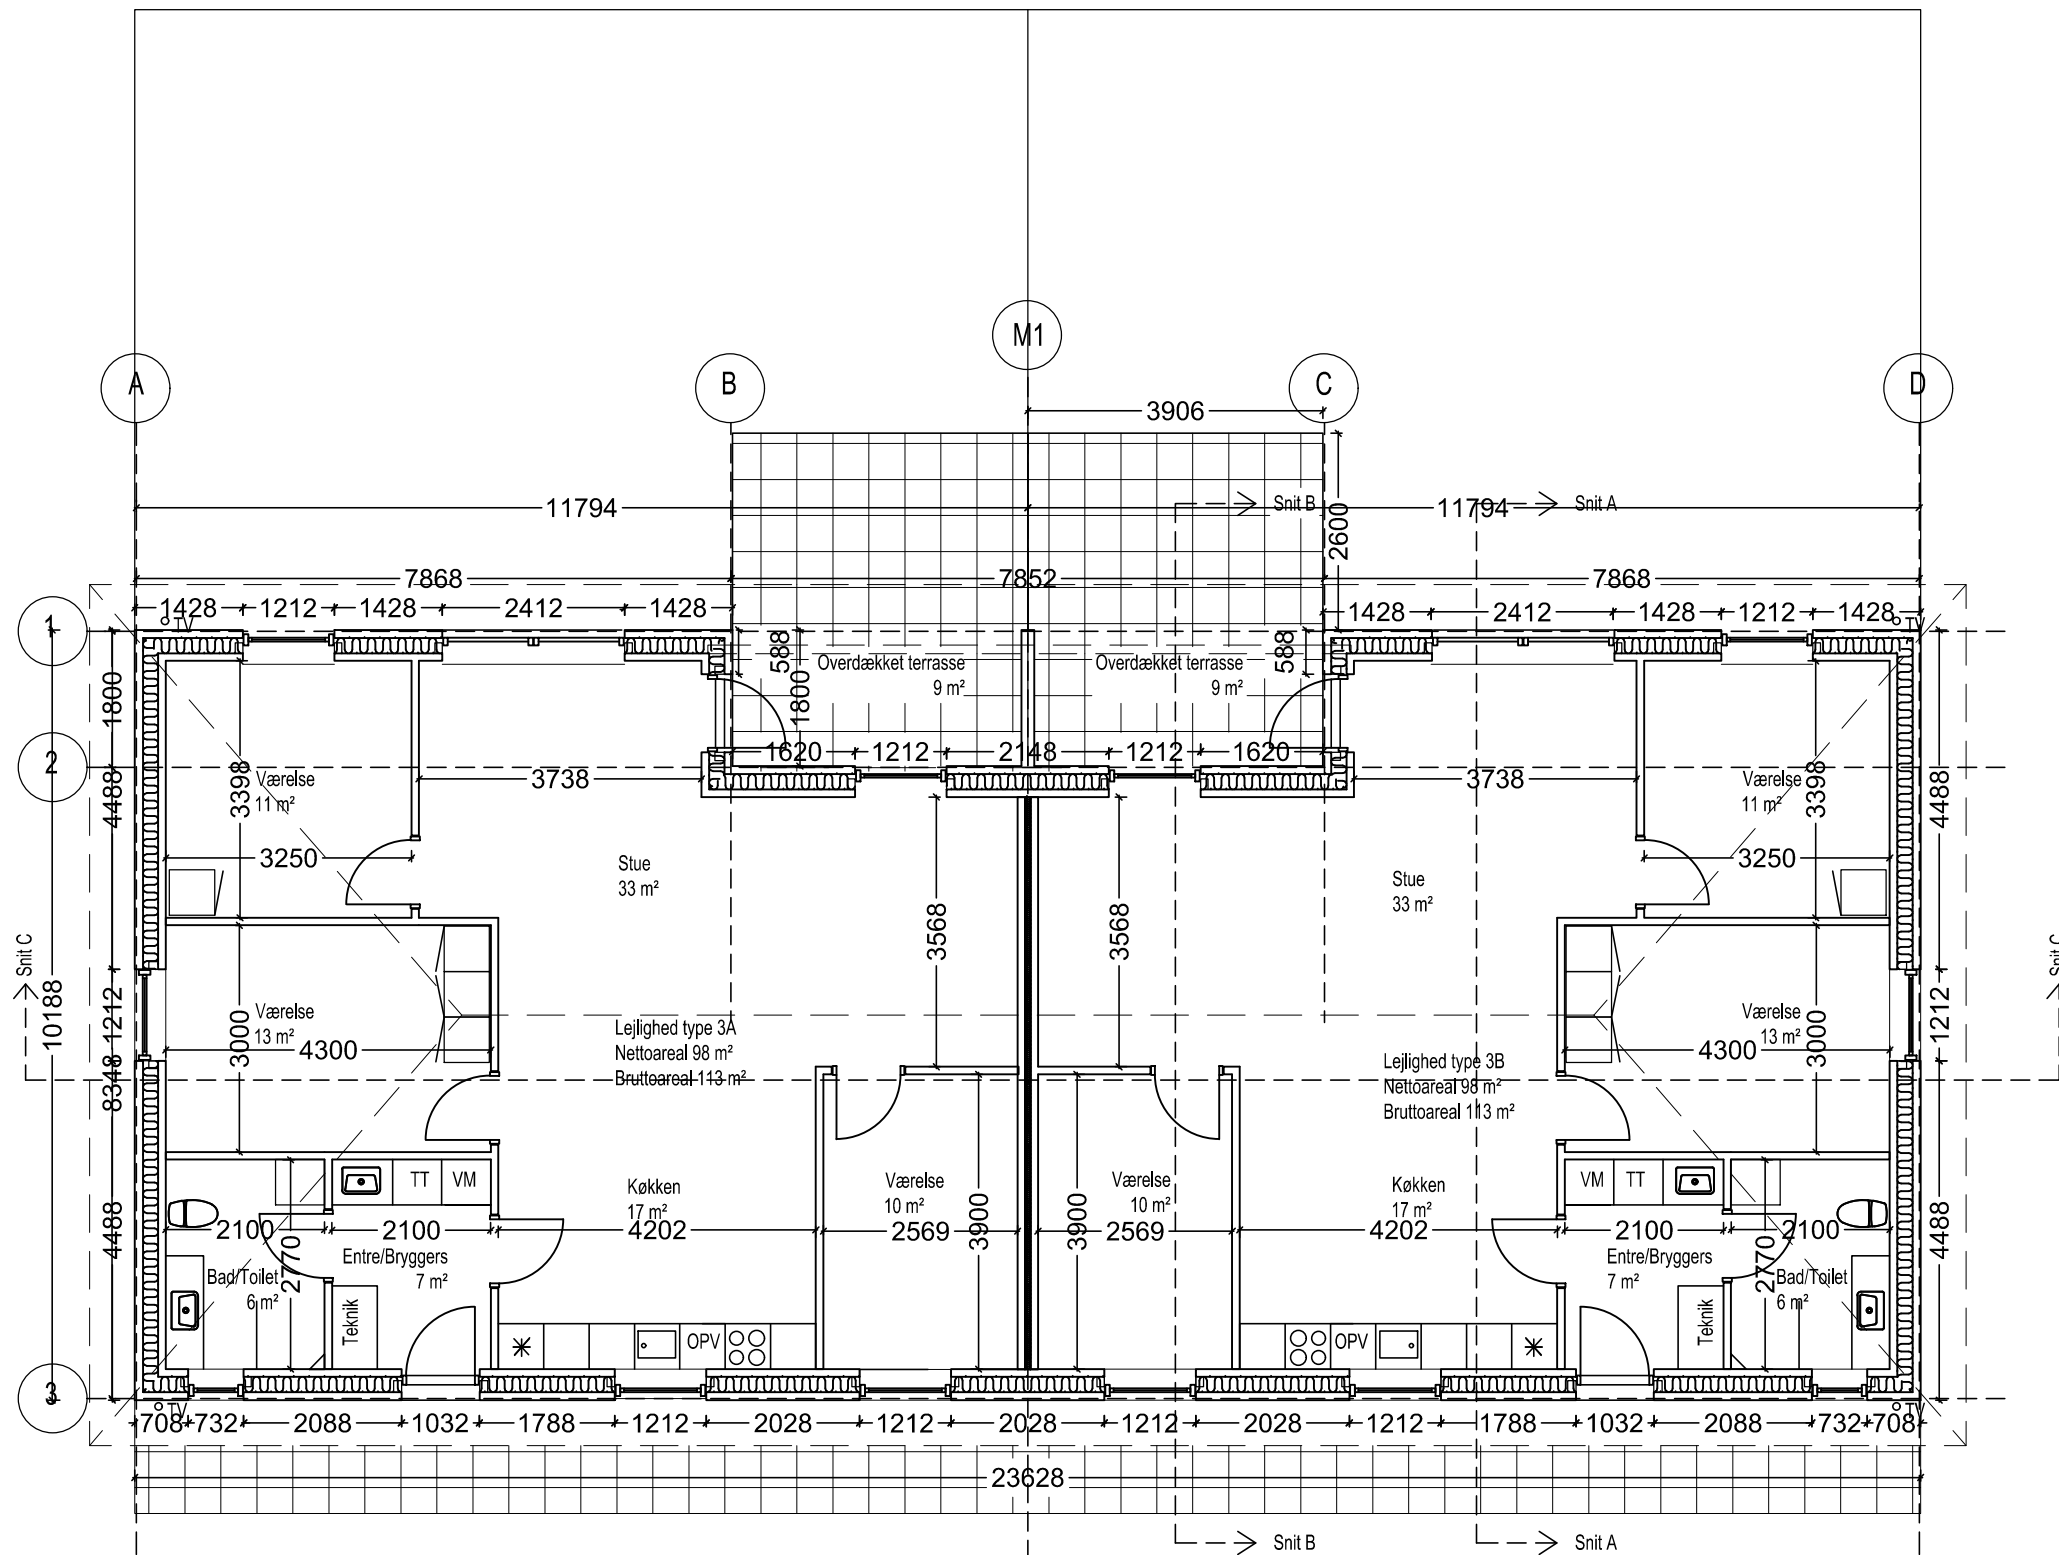 M1
A
B
C
D
3906
11794
Snit B
11794
Snit A
2600
7868
7852
7868
1428
1212
1428
2412
1428
1428
2412
1428
1212
1428
1
TV
TV
588
588
Overdækket terrasse
9 m²
Overdækket terrasse
9 m²
1800
1800
2
1620
1212
2148
1212
1620
3738
3738
4488
3398
Værelse
11 m²
Værelse
11 m²
3398
4488
3250
3250
Stue
33 m²
Stue
33 m²
3568
3568
Snit C
Snit C
10188
1212
1212
Værelse
13 m²
Værelse
13 m²
3000
4300
4300
3000
Lejlighed type 3A
Nettoareal 98 m²
Bruttoareal 113 m²
Lejlighed type 3B
Nettoareal 98 m²
Bruttoareal 113 m²
8348
TT
VM
VM
TT
Køkken
17 m²
Værelse
10 m²
Værelse
10 m²
Køkken
17 m²
4488
4488
2100
2100
4202
2569
3900
3900
2569
4202
2100
2100
Entre/Bryggers
7 m²
Entre/Bryggers
7 m²
2770
2770
Bad/Toilet
6 m²
Bad/Toilet
6 m²
Teknik
Teknik
OPV
OPV
3
TV
TV
708
732
2088
1032
1788
1212
2028
1212
2028
1212
2028
1212
1788
1032
2088
732
708
23628
Snit B
Snit A